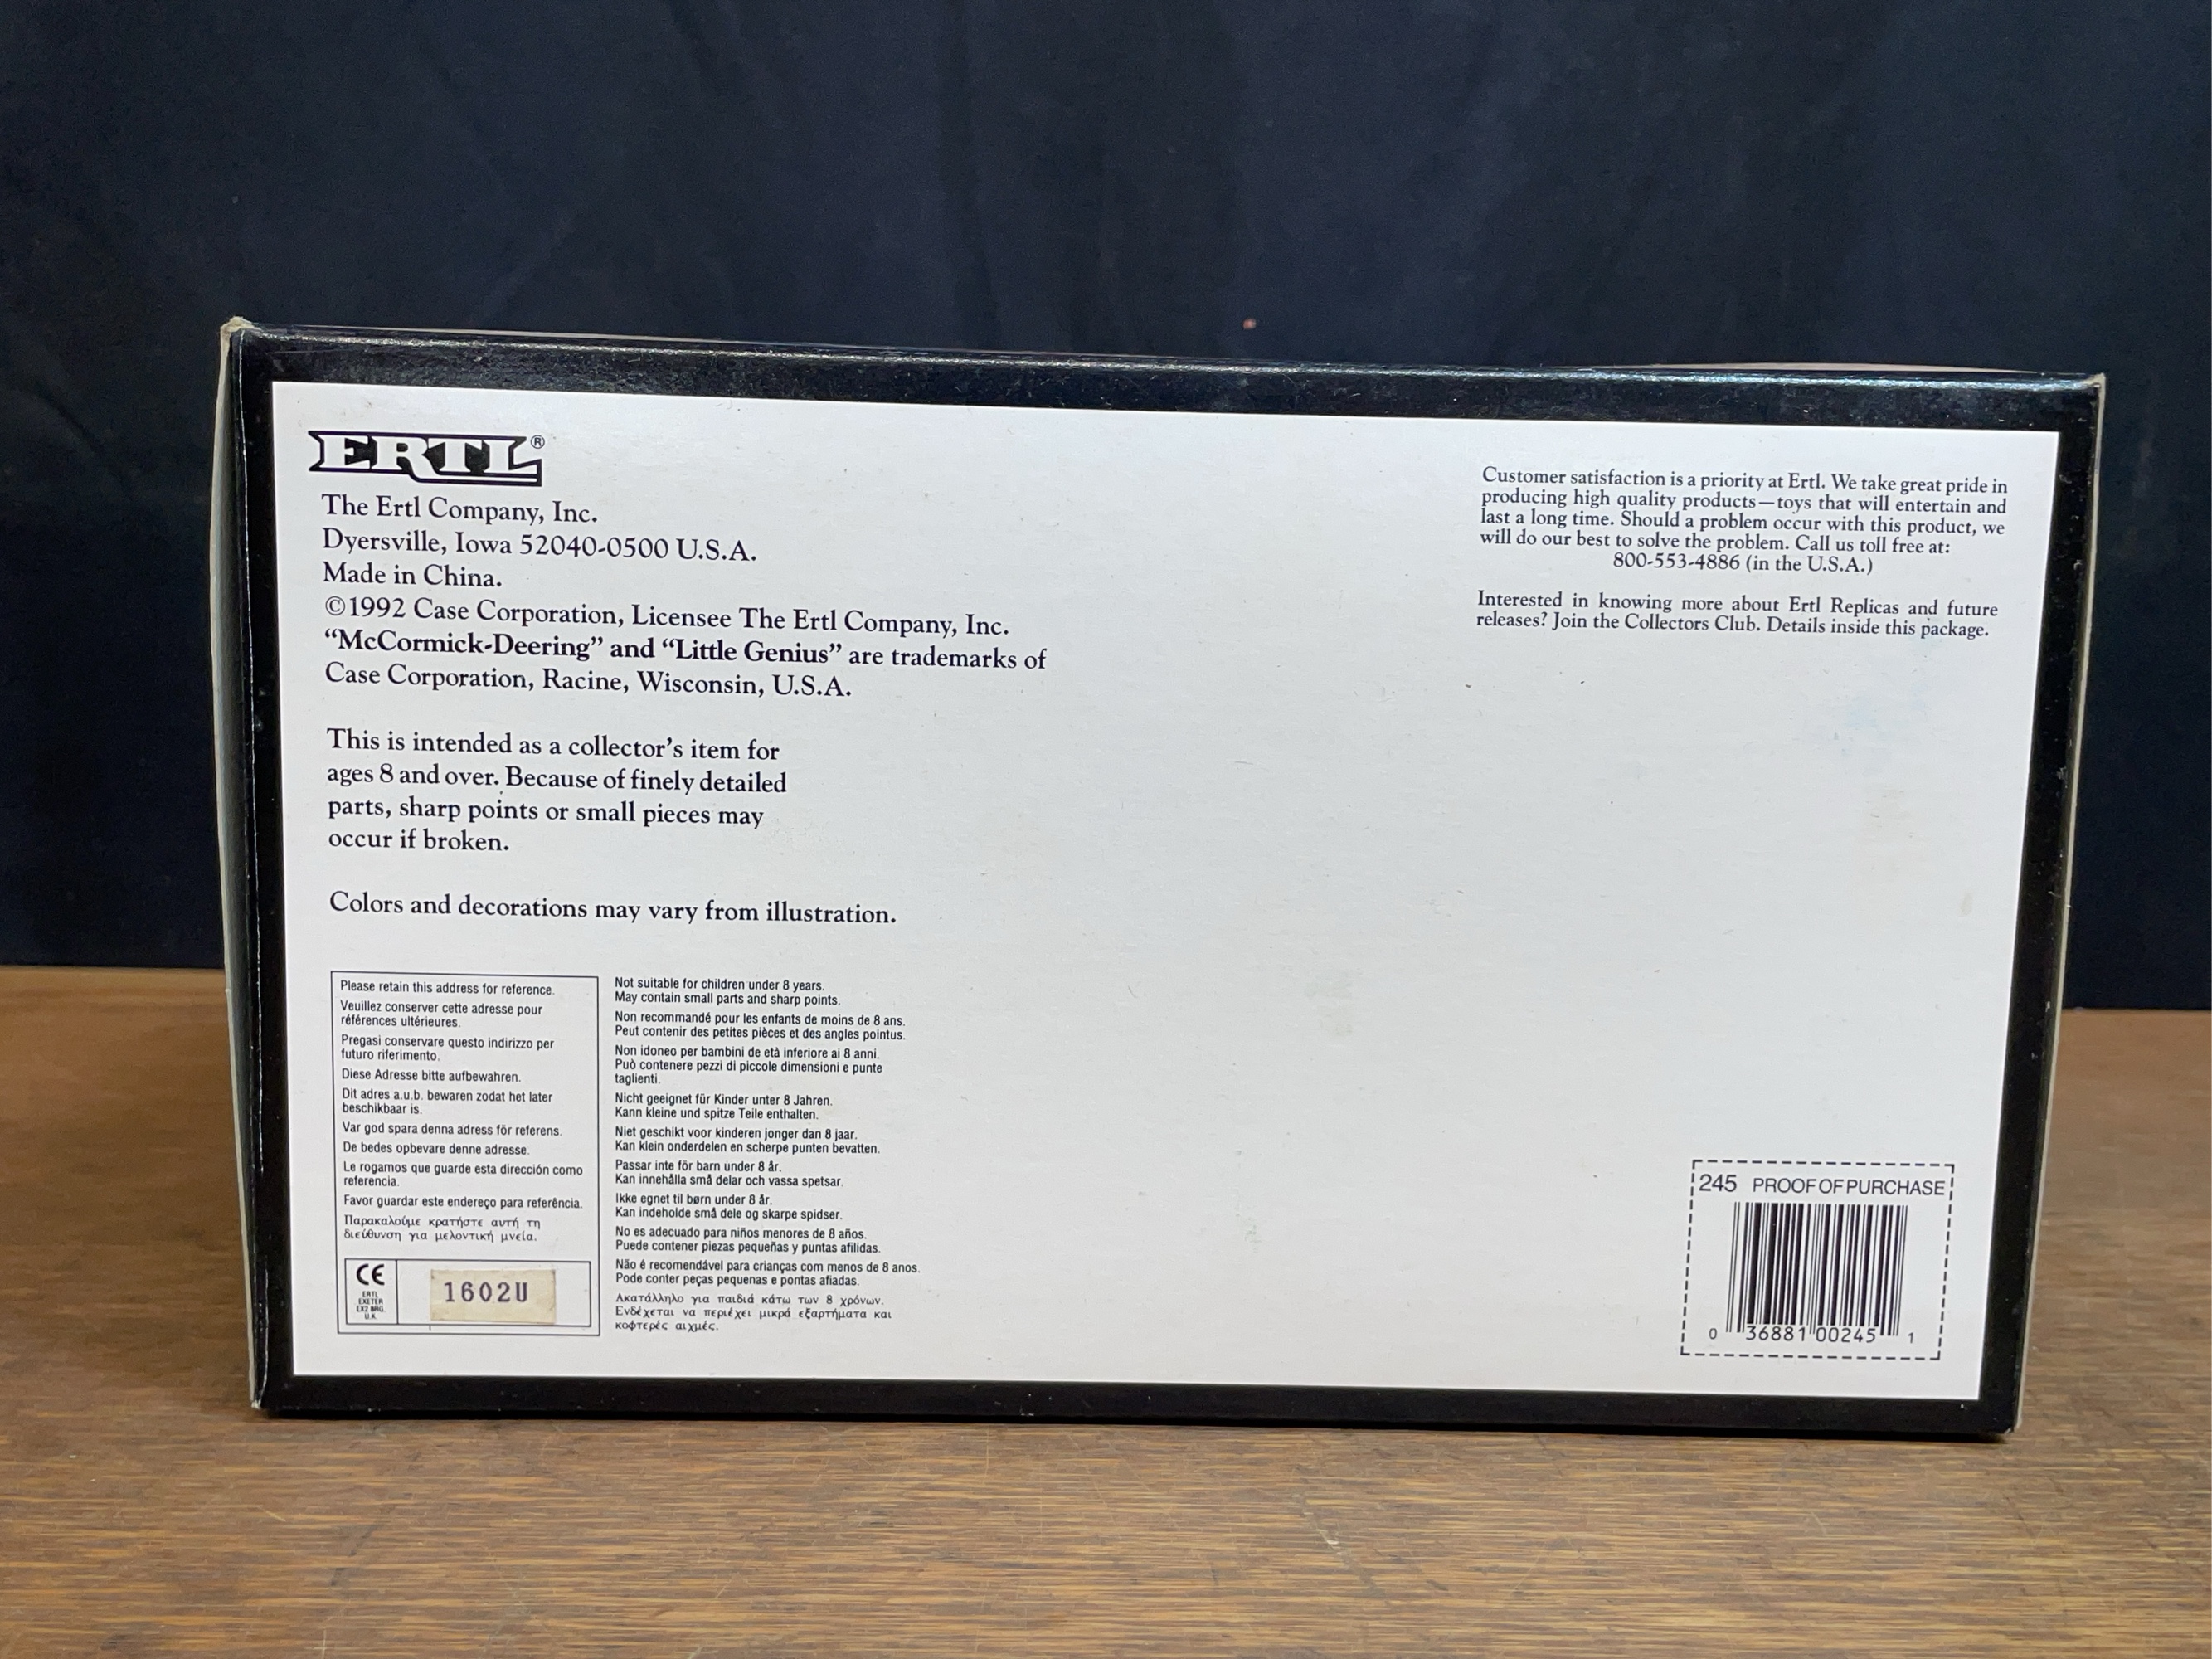 ERTL®
The Ertl Company, Inc.
Dyersville, Iowa 52040-0500 U.S.A.
Made in China.
©1992 Case Corporation, Licensee The Ertl Company, Inc.
“McCormick-Deering” and “Little Genius” are trademarks of
Case Corporation, Racine, Wisconsin, U.S.A.
This is intended as a collector’s item for
ages 8 and over. Because of finely detailed
parts, sharp points or small pieces may
occur if broken.
Colors and decorations may vary from illustration.
Please retain this address for reference.
Veuillez conserver cette adresse pour
références ultérieures.
Pregasi conservare questo indirizzo per
futuro riferimento.
Diese Adresse bitte aufbewahren.
Dit adres a.u.b. bewaren zodat het later
beschikbaar is.
Var god spara denna adress för referens.
De bedes opbevare denne adresse.
Le rogamos que guarde esta dirección como
referencia.
Favor guardar este endereço para referência.
Παρακαλούμε κρατήστε αυτή τη
διεύθυνση για μελοντική μνεία.
CE
ERTL
EXETER
EX2 8NG
U.K.
1602U
Not suitable for children under 8 years.
May contain small parts and sharp points.
Non recommandé pour les enfants de moins de 8 ans.
Peut contenir des petites pièces et des angles pointus.
Non idoneo per bambini de età inferiore ai 8 anni.
Può contenere pezzi di piccole dimensioni e punte
taglienti.
Nicht geeignet für Kinder unter 8 Jahren.
Kann kleine und spitze Teile enthalten.
Niet geschikt voor kinderen jonger dan 8 jaar.
Kan klein onderdelen en scherpe punten bevatten.
Passar inte för barn under 8 år.
Kan innehålla små delar och vassa spetsar.
Ikke egnet til børn under 8 år.
Kan indeholde små dele og skarpe spidser.
No es adecuado para niños menores de 8 años.
Puede contener piezas pequeñas y puntas afilidas.
Não é recomendável para crianças com menos de 8 anos.
Pode conter peças pequenas e pontas afiadas.
Ακατάλληλο για παιδιά κάτω των 8 χρόνων.
Ενδέχεται να περιέχει μικρά εξαρτήματα και
κοφτερές αιχμές.
Customer satisfaction is a priority at Ertl. We take great pride in
producing high quality products—toys that will entertain and
last a long time. Should a problem occur with this product, we
will do our best to solve the problem. Call us toll free at:
800-553-4886 (in the U.S.A.)
Interested in knowing more about Ertl Replicas and future
releases? Join the Collectors Club. Details inside this package.
245 PROOF OF PURCHASE
0 36881 00245 1